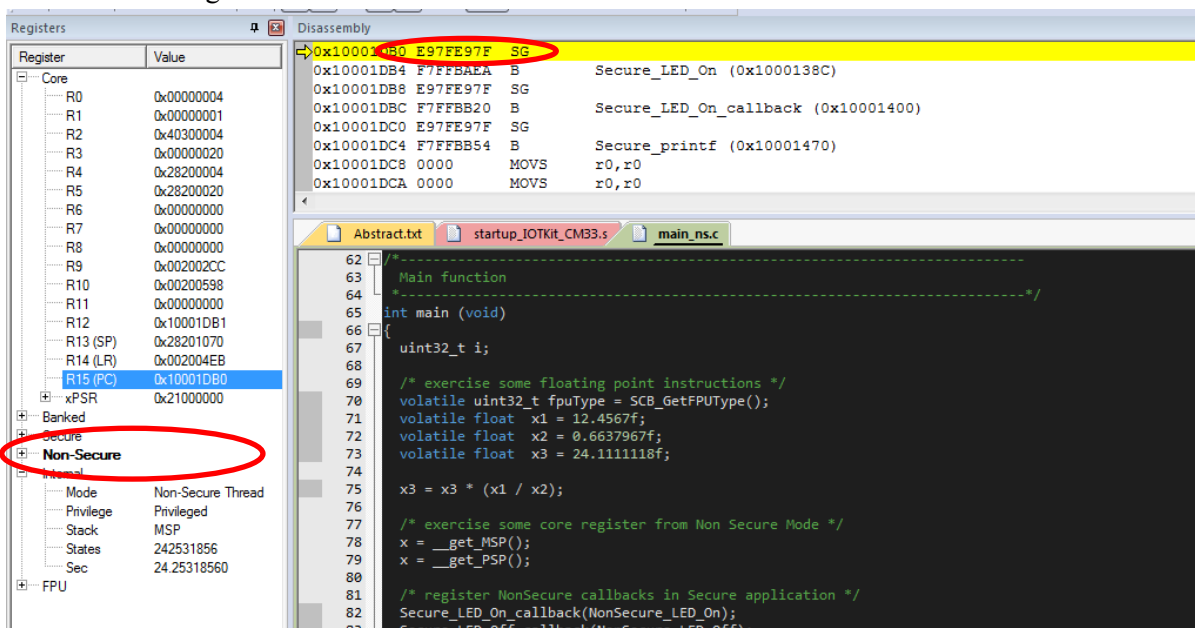 Registers
Register Value
Core
R0 0x00000004
R1 0x00000001
R2 0x40300004
R3 0x00000020
R4 0x28200004
R5 0x28200020
R6 0x00000000
R7 0x00000000
R8 0x00000000
R9 0x002002CC
R10 0x00200598
R11 0x00000000
R12 0x10001DB1
R13 (SP) 0x28201070
R14 (LR) 0x002004EB
R15 (PC) 0x10001DB0
xPSR 0x21000000
Banked
Secure
Non-Secure
Internal
Mode Non-Secure Thread
Privilege Privileged
Stack MSP
States 242531856
Sec 24.25318560
FPU
Disassembly
0x10001DB0 E97FE97F SG
0x10001DB4 F7FFBAEA B Secure_LED_On (0x1000138C)
0x10001DB8 E97FE97F SG
0x10001DBC F7FFBB20 B Secure_LED_On_callback (0x10001400)
0x10001DC0 E97FE97F SG
0x10001DC4 F7FFBB54 B Secure_printf (0x10001470)
0x10001DC8 0000 MOVS r0,r0
0x10001DCA 0000 MOVS r0,r0
Abstract.txt startup_IOTKit_CM33.s main_ns.c
62 /*----------------------------------------------------------------------------
63 Main function
64 *----------------------------------------------------------------------------*/
65 int main (void)
66 {
67 uint32_t i;
68
69 /* exercise some floating point instructions */
70 volatile uint32_t fpuType = SCB_GetFPUType();
71 volatile float x1 = 12.4567f;
72 volatile float x2 = 0.6637967f;
73 volatile float x3 = 24.1111118f;
74
75 x3 = x3 * (x1 / x2);
76
77 /* exercise some core register from Non Secure Mode */
78 x = __get_MSP();
79 x = __get_PSP();
80
81 /* register NonSecure callbacks in Secure application */
82 Secure_LED_On_callback(NonSecure_LED_On);